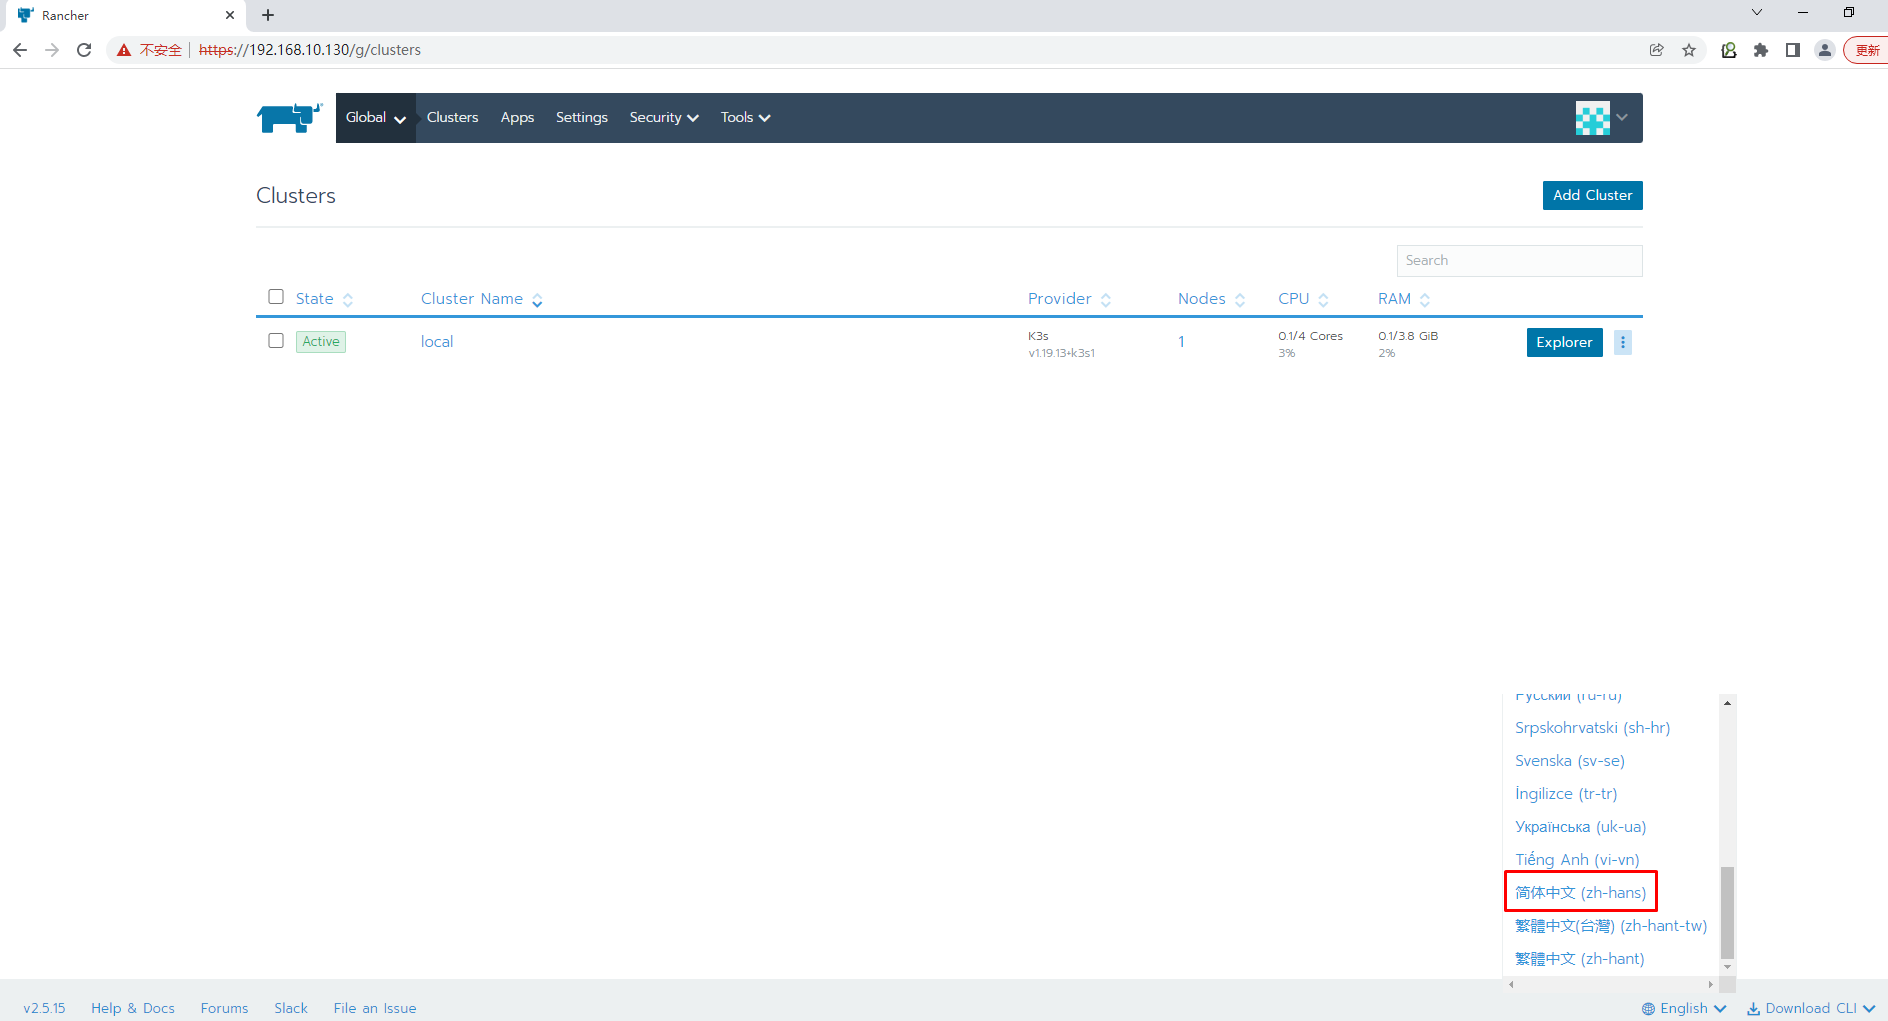 Rancher
不安全 https://192.168.10.130/g/clusters 更新
Global Clusters Apps Settings Security Tools
Clusters
Add Cluster
Search
State Cluster Name Provider Nodes CPU RAM
Active local K3s 1 0.1/4 Cores 0.1/3.8 GiB Explorer
v1.19.13+k3s1 3% 2%
Русский (ru-ru)
Srpskohrvatski (sh-hr)
Svenska (sv-se)
İngilizce (tr-tr)
Українська (uk-ua)
Tiếng Anh (vi-vn)
简体中文 (zh-hans)
繁體中文(台灣) (zh-hant-tw)
繁體中文 (zh-hant)
v2.5.15 Help & Docs Forums Slack File an Issue English Download CLI